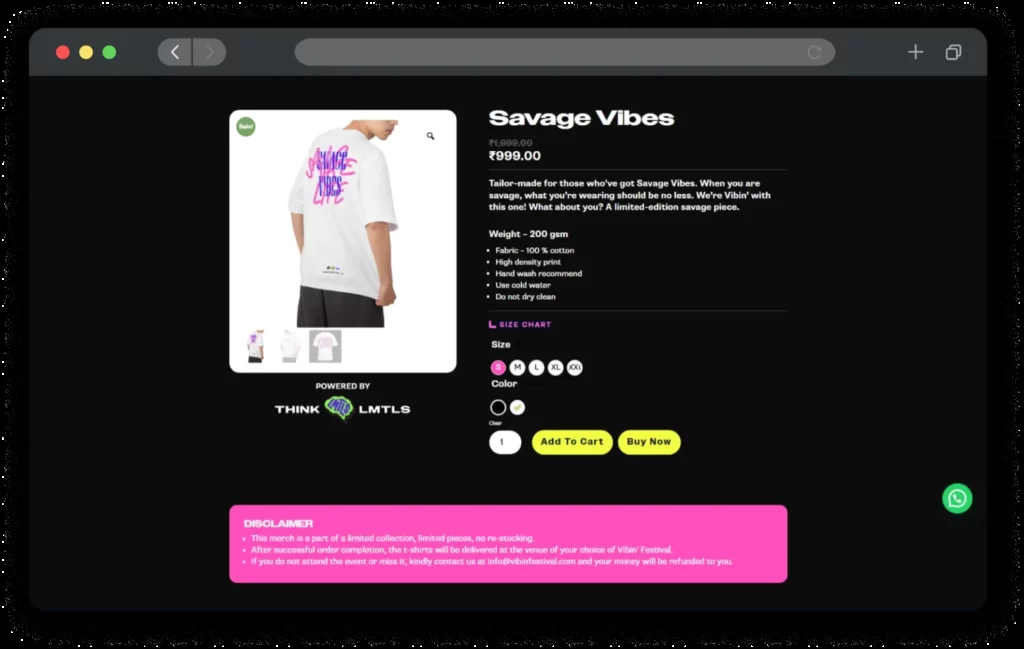 Sale!
SAVAGE
VIBES
Savage Vibes
₹1,999.00
₹999.00
Tailor-made for those who've got Savage Vibes. When you are
savage, what you're wearing should be no less. We're Vibin' with
this one! What about you? A limited-edition savage piece.
Weight – 200 gsm
Fabric – 100 % cotton
High density print
Hand wash recommend
Use cold water
Do not dry clean
SIZE CHART
Size
S M L XL XXL
Color
Clear
1 Add To Cart Buy Now
POWERED BY
THINK LMTLS LMTLS
DISCLAIMER
This merch is a part of a limited collection, limited pieces, no re-stocking.
After successful order completion, the t-shirts will be delivered at the venue of your choice of Vibin' Festival.
If you do not attend the event or miss it, kindly contact us at info@vibinfestival.com and your money will be refunded to you.